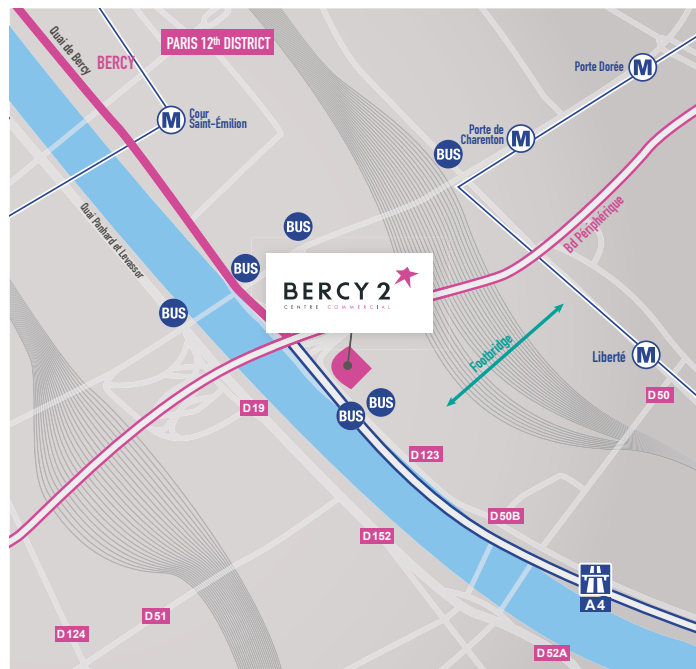 PARIS 12th DISTRICT
Quai de Bercy
BERCY
Porte Dorée
M
M
Cour
Saint-Émilion
Porte de
Charenton
M
BUS
Quai Panhard et Levassor
Bd Périphérique
BUS
BUS
BERCY 2
CENTRE COMMERCIAL
BUS
Footbridge
Liberté
M
D50
D19
BUS
BUS
D123
D50B
D152
A4
D51
D124
D52A